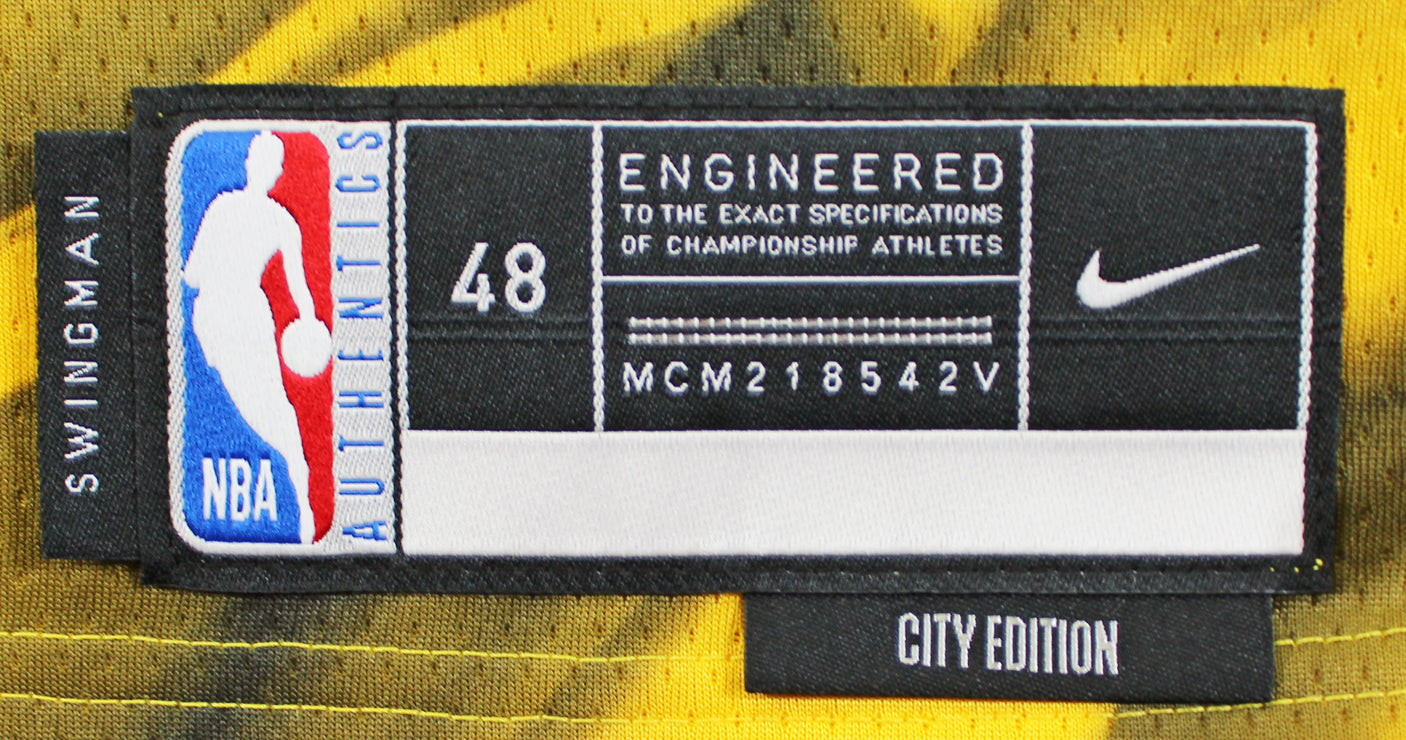 SWINGMAN
NBA
AUTHENTICS
48
ENGINEERED
TO THE EXACT SPECIFICATIONS
OF CHAMPIONSHIP ATHLETES
MCM218542V
CITY EDITION